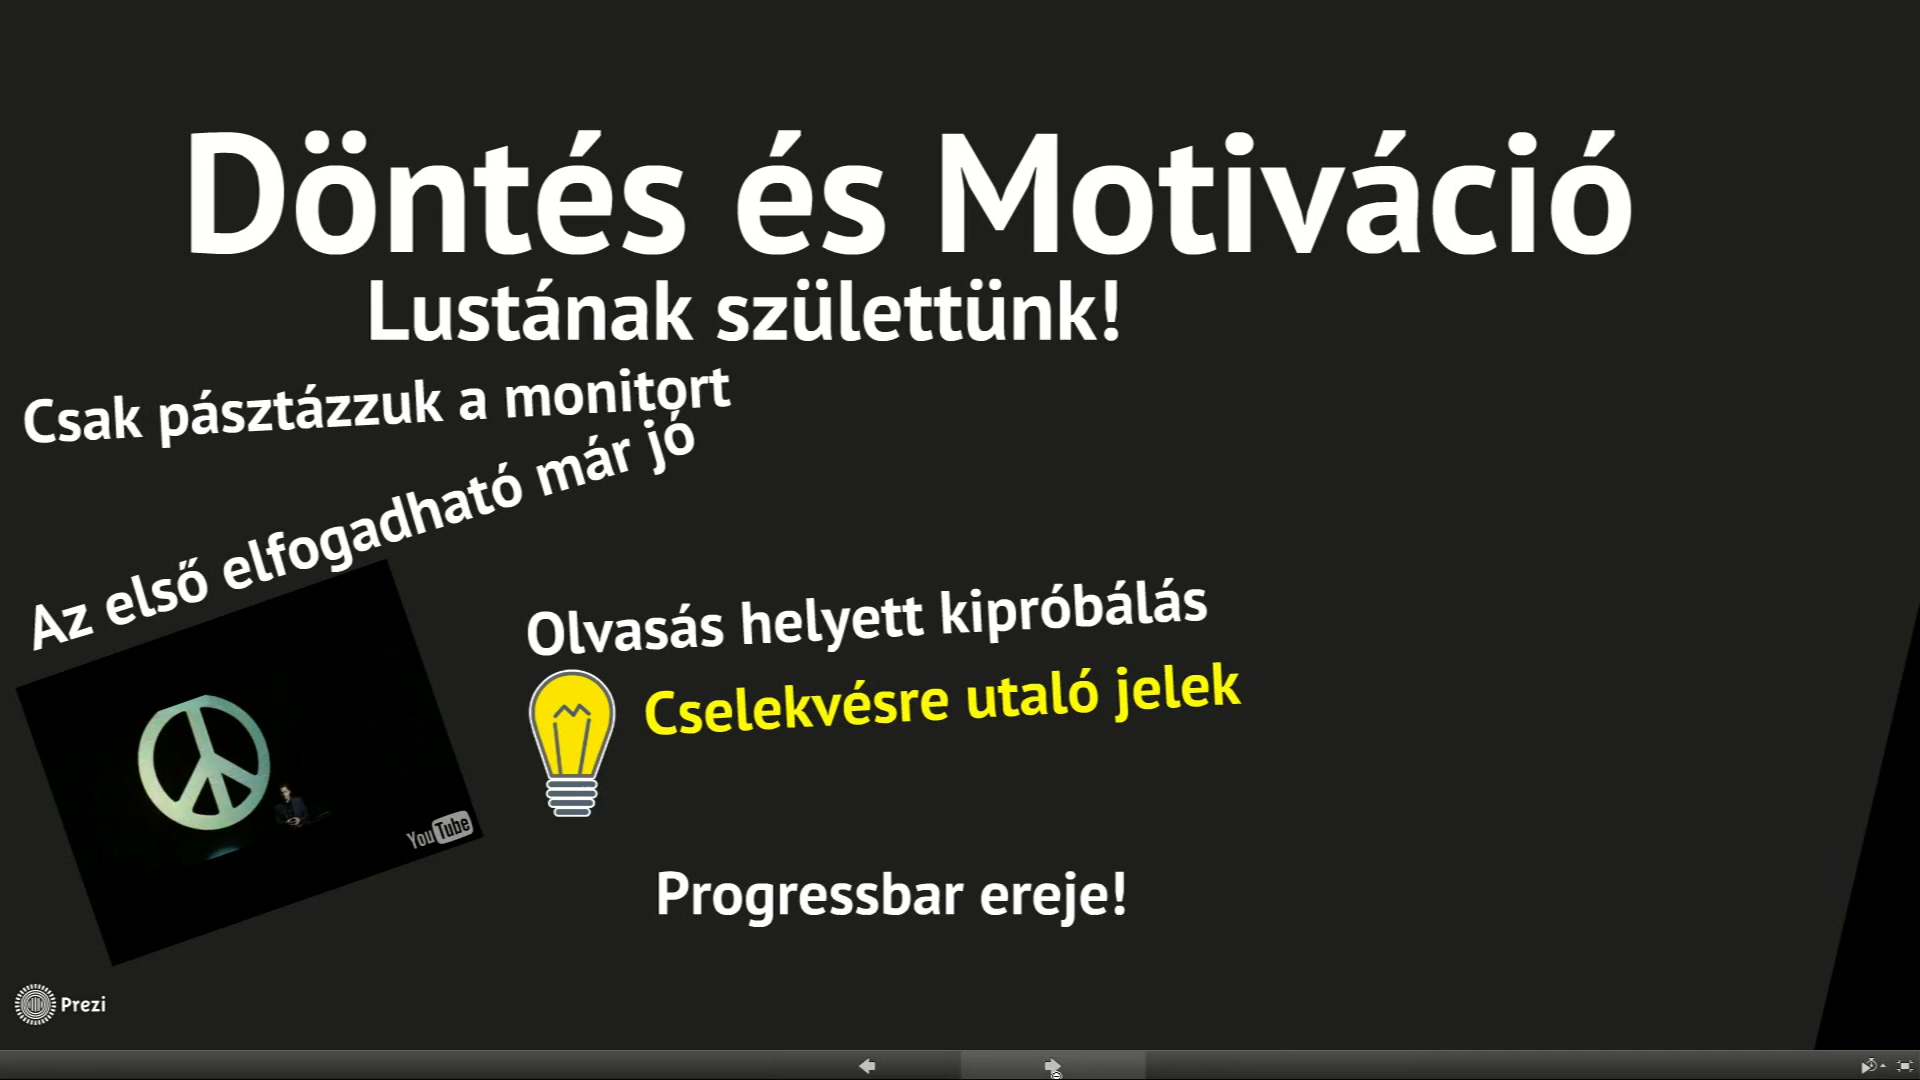 Döntés és Motiváció
Lustának születtünk!
Csak pásztázzuk a monitort
Az első elfogadható már jó
Olvasás helyett kipróbálás
Cselekvésre utaló jelek
YouTube
Progressbar ereje!
Prezi